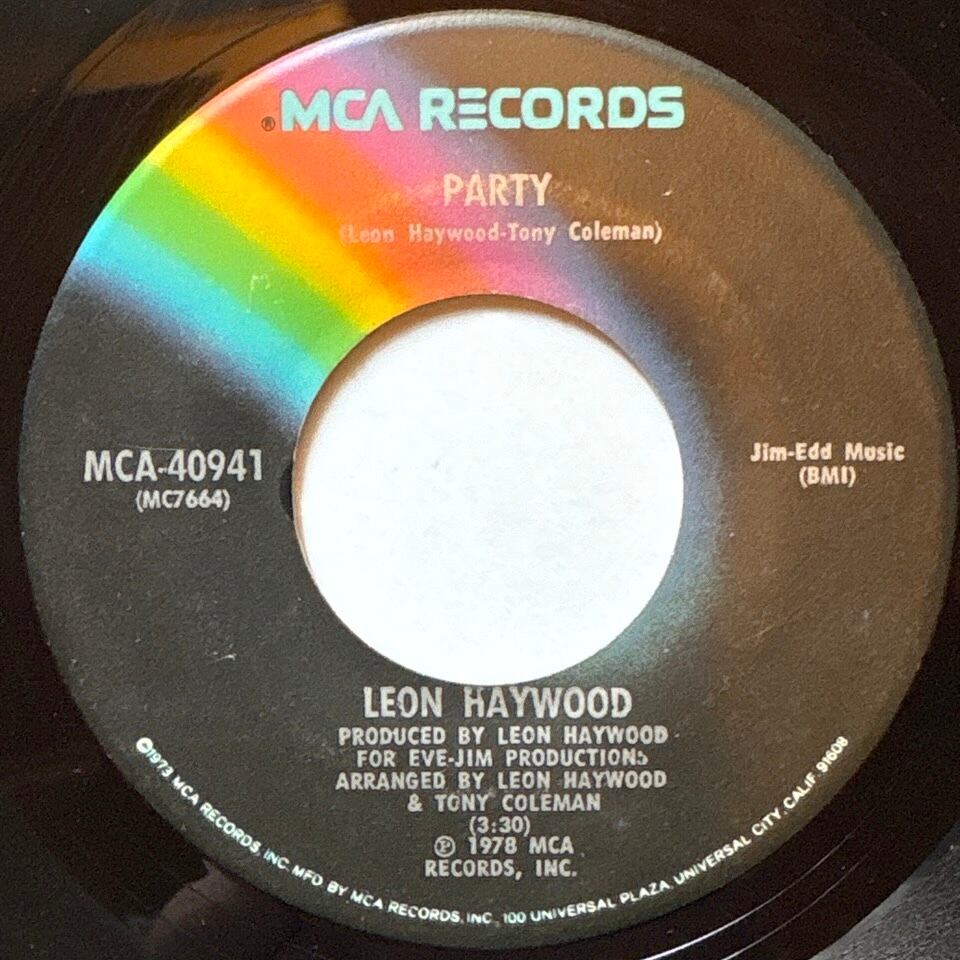 ® MCA RECORDS
PARTY
(Leon Haywood-Tony Coleman)
MCA-40941
(MC7664)
Jim-Edd Music
(BMI)
LEON HAYWOOD
PRODUCED BY LEON HAYWOOD
FOR EVE-JIM PRODUCTIONS
ARRANGED BY LEON HAYWOOD
& TONY COLEMAN
(3:30)
℗ 1978 MCA
RECORDS, INC.
©1973 MCA RECORDS, INC. MFD BY MCA RECORDS, INC., 100 UNIVERSAL PLAZA, UNIVERSAL CITY, CALIF. 91608